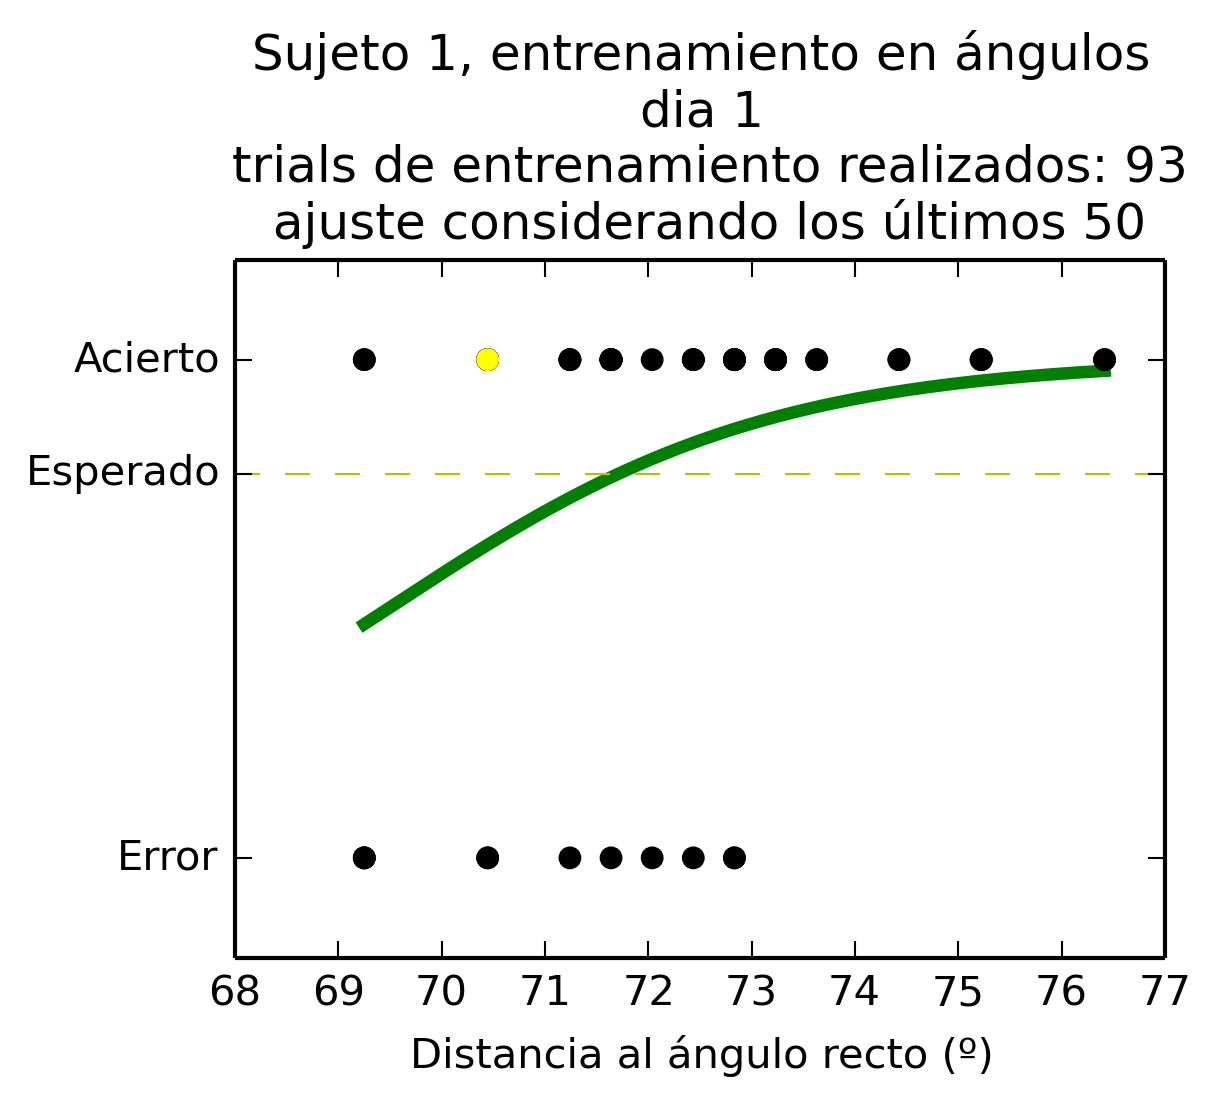 Sujeto 1, entrenamiento en ángulos
dia 1
trials de entrenamiento realizados: 93
ajuste considerando los últimos 50
Acierto
Esperado
Error
68 69 70 71 72 73 74 75 76 77
Distancia al ángulo recto (º)